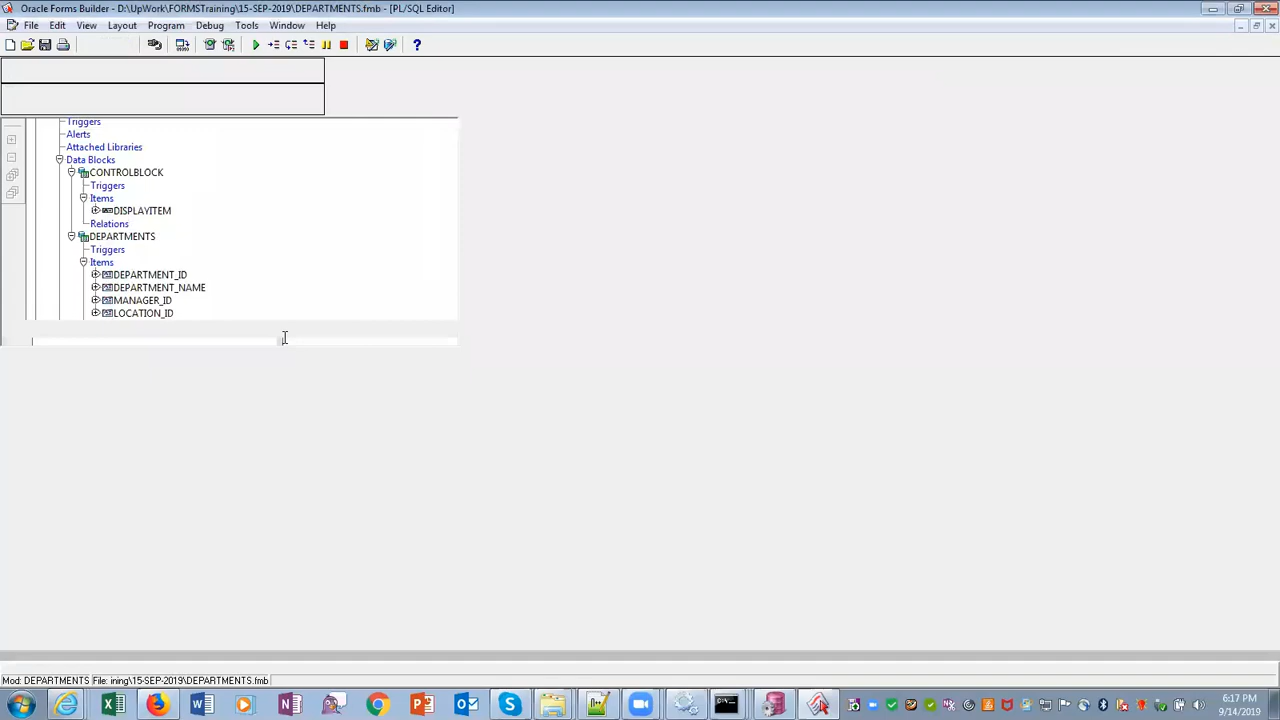 Oracle Forms Builder - D:\UpWork\FORMSTraining\15-SEP-2019\DEPARTMENTS.fmb - [PL/SQL Editor]
File Edit View Layout Program Debug Tools Window Help
Triggers
Alerts
Attached Libraries
Data Blocks
CONTROLBLOCK
Triggers
Items
DISPLAYITEM
Relations
DEPARTMENTS
Triggers
Items
DEPARTMENT_ID
DEPARTMENT_NAME
MANAGER_ID
LOCATION_ID
Mod: DEPARTMENTS File: ining\15-SEP-2019\DEPARTMENTS.fmb
6:17 PM
9/14/2019